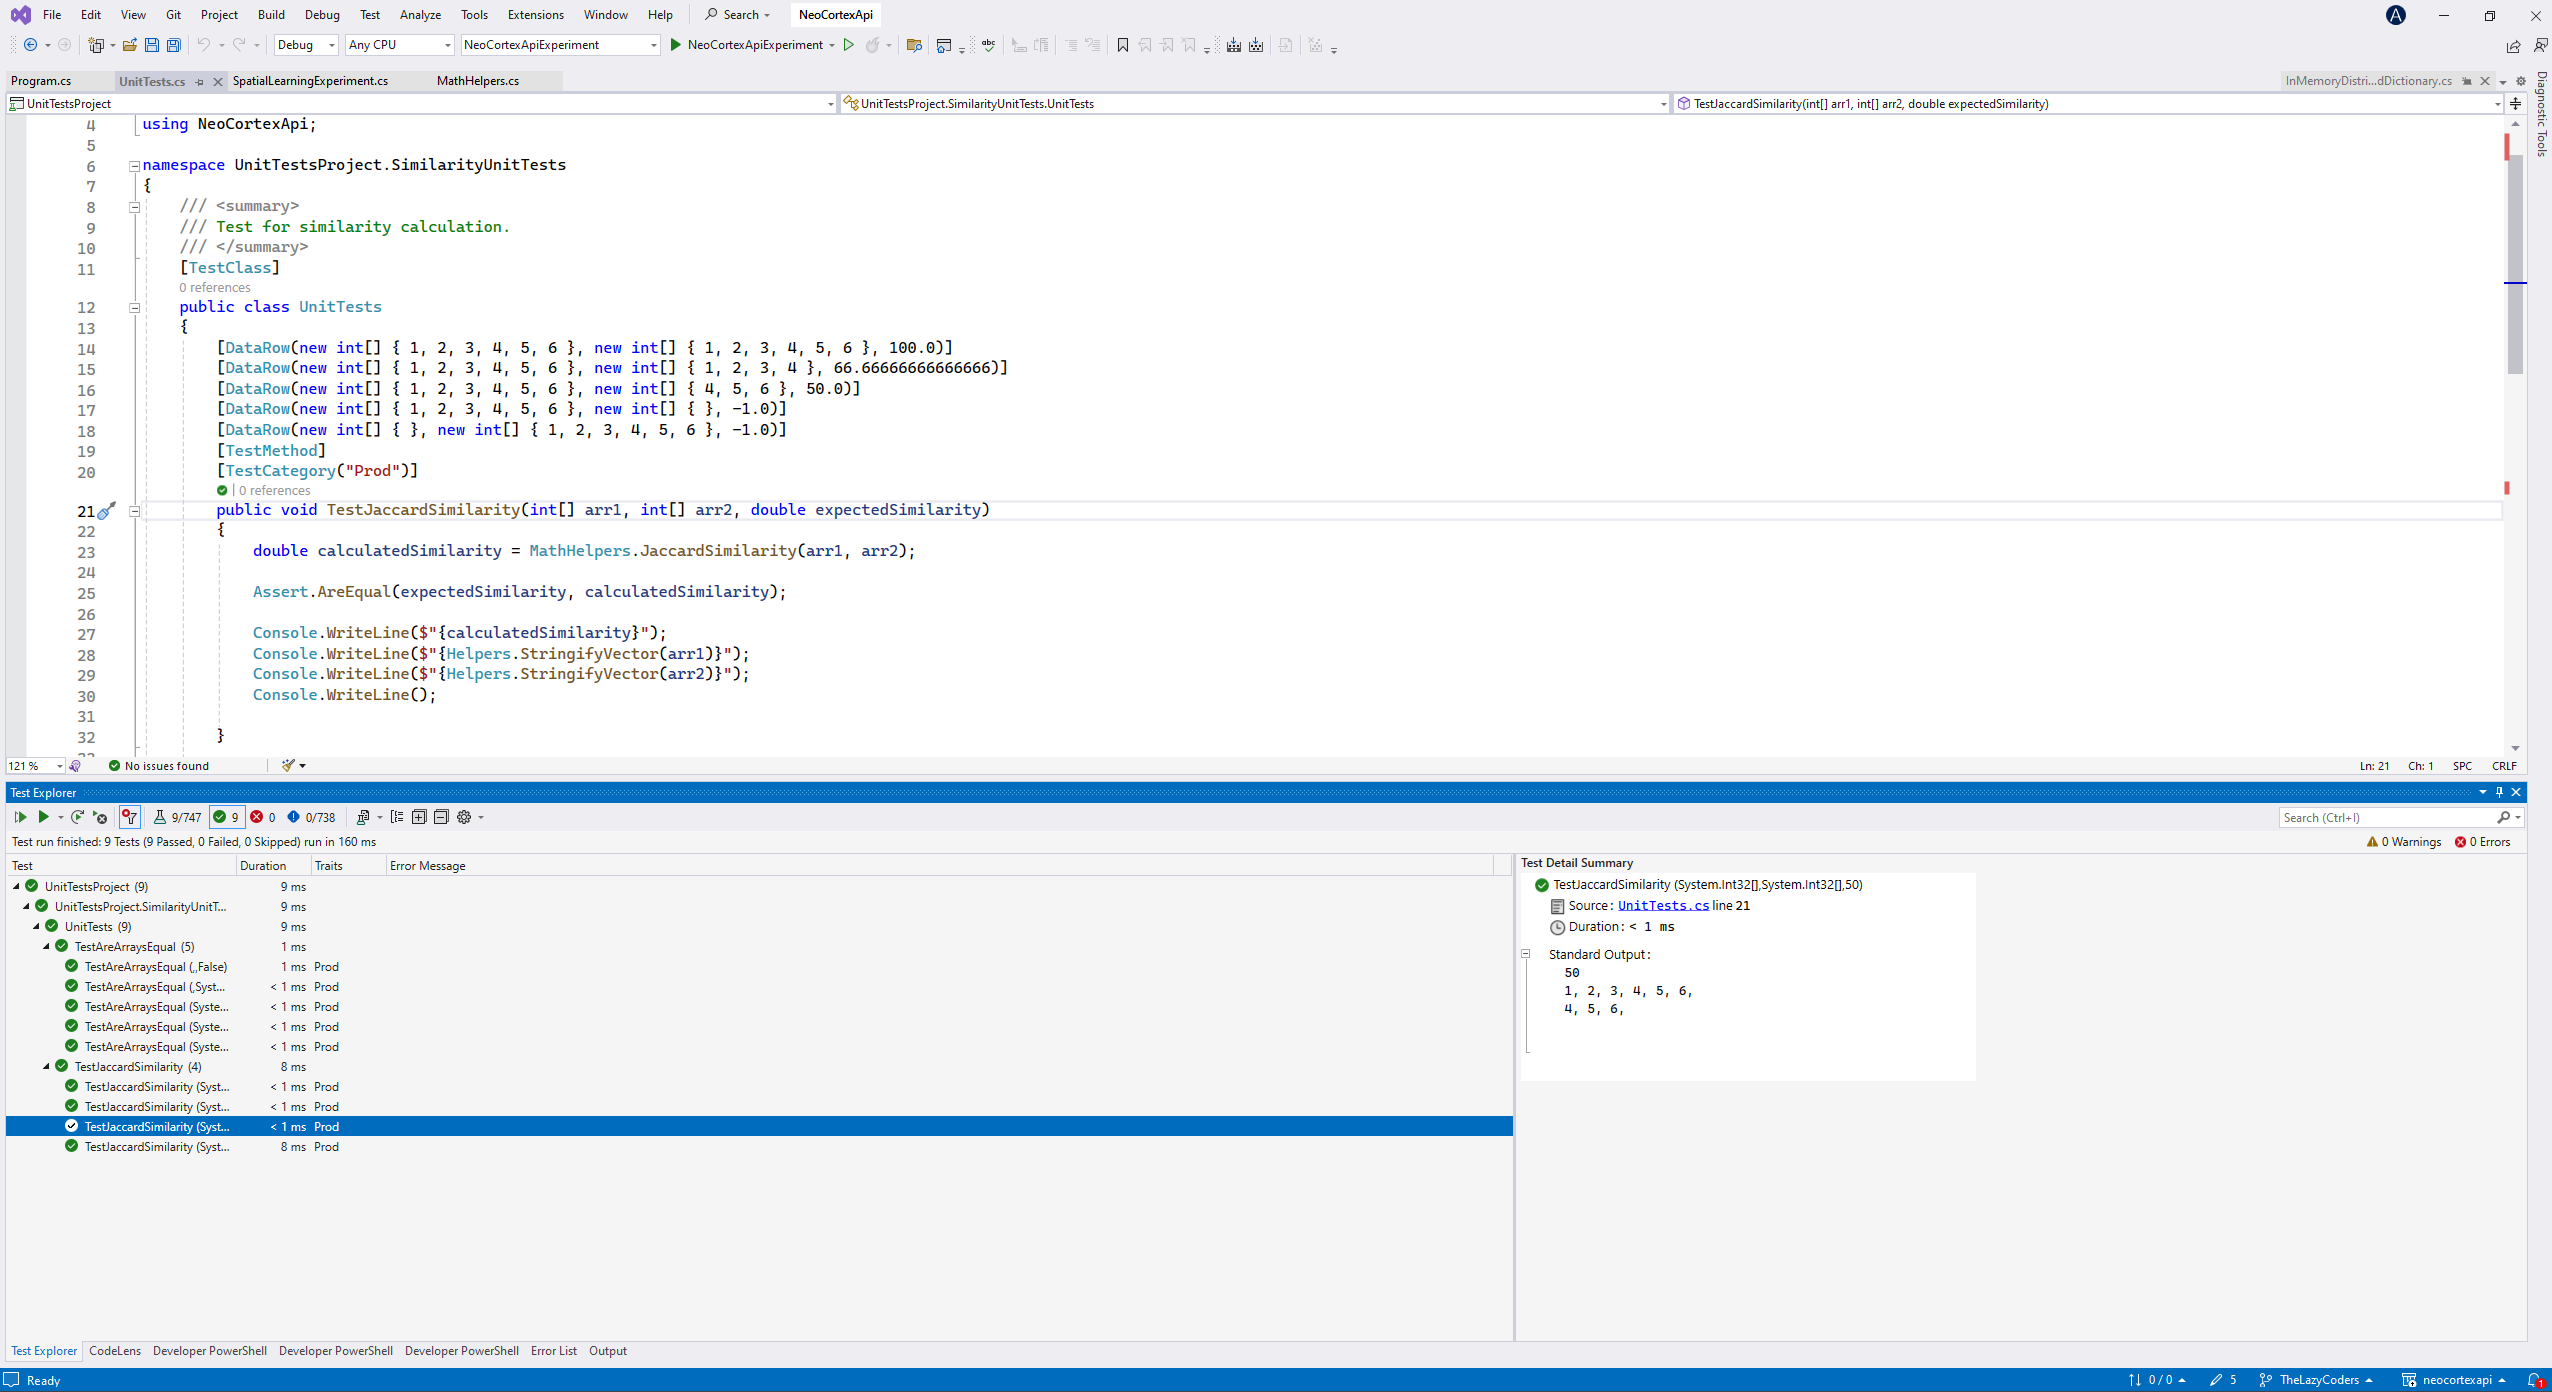 File Edit View Git Project Build Debug Test Analyze Tools Extensions Window Help Search NeoCortexApi A
Debug Any CPU NeoCortexApiExperiment NeoCortexApiExperiment
Program.cs UnitTests.cs SpatialLearningExperiment.cs MathHelpers.cs InMemoryDistri...dDictionary.cs
UnitTestsProject UnitTestsProject.SimilarityUnitTests.UnitTests TestJaccardSimilarity(int[] arr1, int[] arr2, double expectedSimilarity)
Diagnostic Tools
4 using NeoCortexApi;
5
6 namespace UnitTestsProject.SimilarityUnitTests
7 {
8 /// <summary>
9 /// Test for similarity calculation.
10 /// </summary>
11 [TestClass]
0 references
12 public class UnitTests
13 {
14 [DataRow(new int[] { 1, 2, 3, 4, 5, 6 }, new int[] { 1, 2, 3, 4, 5, 6 }, 100.0)]
15 [DataRow(new int[] { 1, 2, 3, 4, 5, 6 }, new int[] { 1, 2, 3, 4 }, 66.66666666666666)]
16 [DataRow(new int[] { 1, 2, 3, 4, 5, 6 }, new int[] { 4, 5, 6 }, 50.0)]
17 [DataRow(new int[] { 1, 2, 3, 4, 5, 6 }, new int[] { }, -1.0)]
18 [DataRow(new int[] { }, new int[] { 1, 2, 3, 4, 5, 6 }, -1.0)]
19 [TestMethod]
20 [TestCategory("Prod")]
| 0 references
21 public void TestJaccardSimilarity(int[] arr1, int[] arr2, double expectedSimilarity)
22 {
23 double calculatedSimilarity = MathHelpers.JaccardSimilarity(arr1, arr2);
24
25 Assert.AreEqual(expectedSimilarity, calculatedSimilarity);
26
27 Console.WriteLine($"{calculatedSimilarity}");
28 Console.WriteLine($"{Helpers.StringifyVector(arr1)}");
29 Console.WriteLine($"{Helpers.StringifyVector(arr2)}");
30 Console.WriteLine();
31
32 }
121 % No issues found Ln: 21 Ch: 1 SPC CRLF
Test Explorer
9/747 9 0 0/738 Search (Ctrl+I)
Test run finished: 9 Tests (9 Passed, 0 Failed, 0 Skipped) run in 160 ms 0 Warnings 0 Errors
Test Duration Traits Error Message
UnitTestsProject (9) 9 ms
UnitTestsProject.SimilarityUnitT... 9 ms
UnitTests (9) 9 ms
TestAreArraysEqual (5) 1 ms
TestAreArraysEqual (,,False) 1 ms Prod
TestAreArraysEqual (,Syst... < 1 ms Prod
TestAreArraysEqual (Syste... < 1 ms Prod
TestAreArraysEqual (Syste... < 1 ms Prod
TestAreArraysEqual (Syste... < 1 ms Prod
TestJaccardSimilarity (4) 8 ms
TestJaccardSimilarity (Syst... < 1 ms Prod
TestJaccardSimilarity (Syst... < 1 ms Prod
TestJaccardSimilarity (Syst... < 1 ms Prod
TestJaccardSimilarity (Syst... 8 ms Prod
Test Detail Summary
TestJaccardSimilarity (System.Int32[],System.Int32[],50)
Source: UnitTests.cs line 21
Duration: < 1 ms
Standard Output:
50
1, 2, 3, 4, 5, 6,
4, 5, 6,
Test Explorer CodeLens Developer PowerShell Developer PowerShell Developer PowerShell Error List Output
Ready 0 / 0 5 TheLazyCoders neocortexapi 1